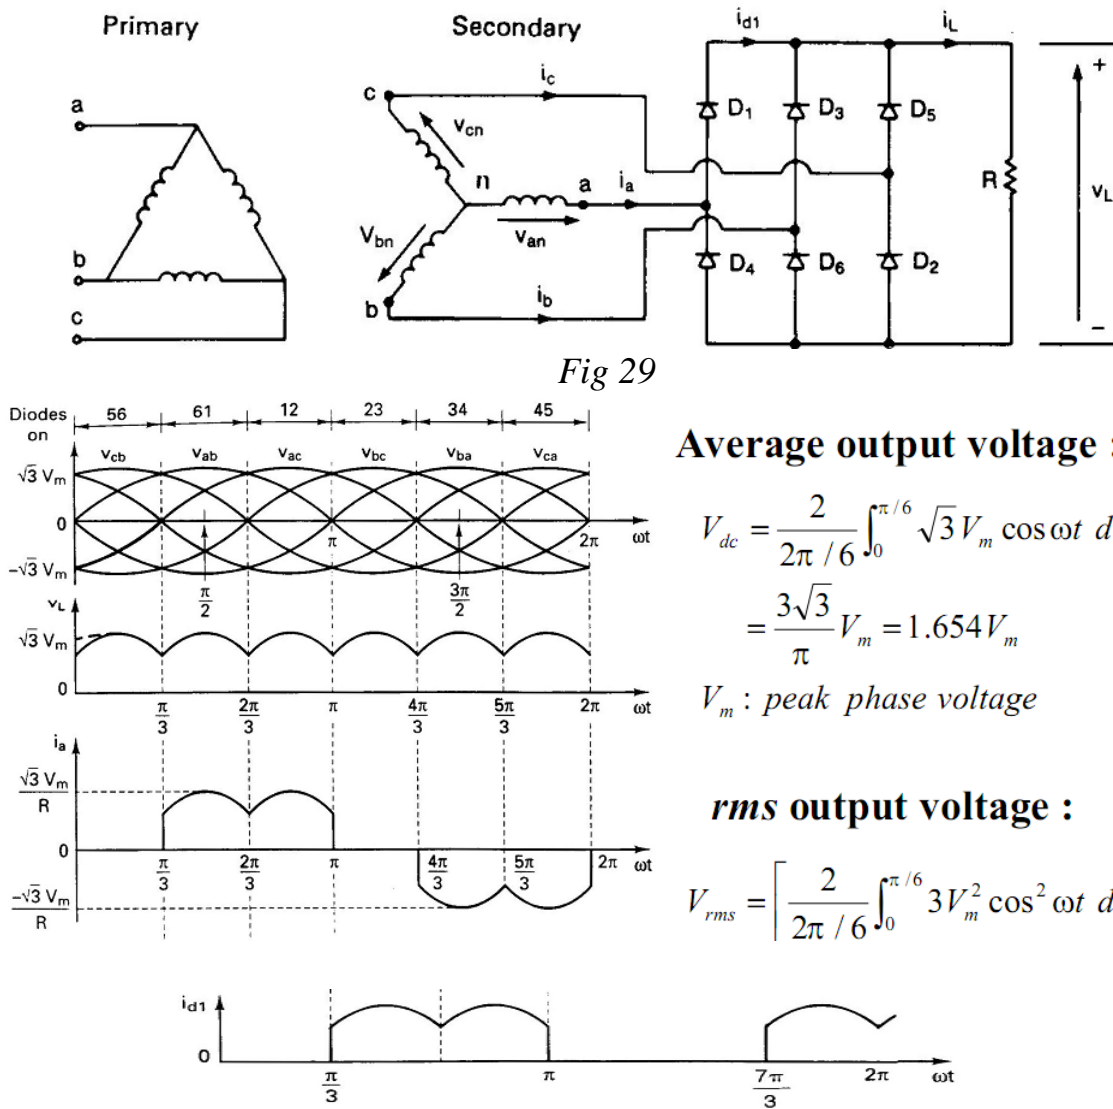 Primary
Secondary
a
b
c
c
v_cn
n
a
v_an
V_bn
b
i_c
i_a
i_b
i_d1
i_L
D_1
D_3
D_5
D_4
D_6
D_2
R
+
v_L
−
Fig 29
Diodes on
56 61 12 23 34 45
v_cb v_ab v_ac v_bc v_ba v_ca
√3 V_m
0
−√3 V_m
π/2
π
3π/2
2π
ωt
v_L
√3 V_m
0
π/3 2π/3 π 4π/3 5π/3 2π ωt
i_a
√3 V_m / R
0
π/3 2π/3 π 4π/3 5π/3 2π ωt
−√3 V_m / R
i_d1
0
π/3 π 7π/3 2π ωt
Average output voltage :
V_dc = 2/(2π / 6) ∫_0^{π/6} √3 V_m cos ωt d
= 3√3/π V_m = 1.654 V_m
V_m : peak phase voltage
rms output voltage :
V_rms = [ 2/(2π / 6) ∫_0^{π/6} 3V_m^2 cos^2 ωt d